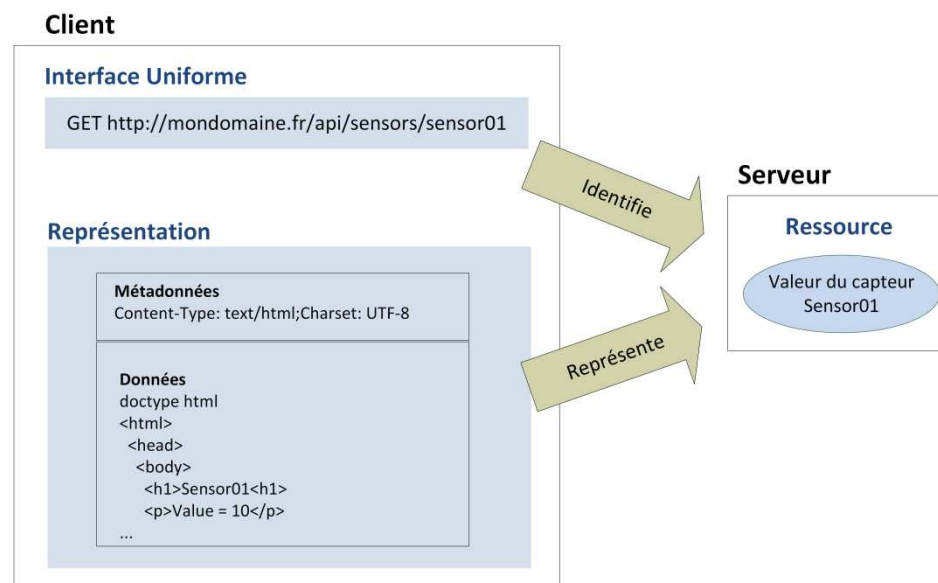 Client
Interface Uniforme
GET http://mondomaine.fr/api/sensors/sensor01
Identifie
Serveur
Ressource
Valeur du capteur
Sensor01
Représentation
Métadonnées
Content-Type: text/html;Charset: UTF-8
Représente
Données
doctype html
<html>
<head>
<body>
<h1>Sensor01<h1>
<p>Value = 10</p>
...